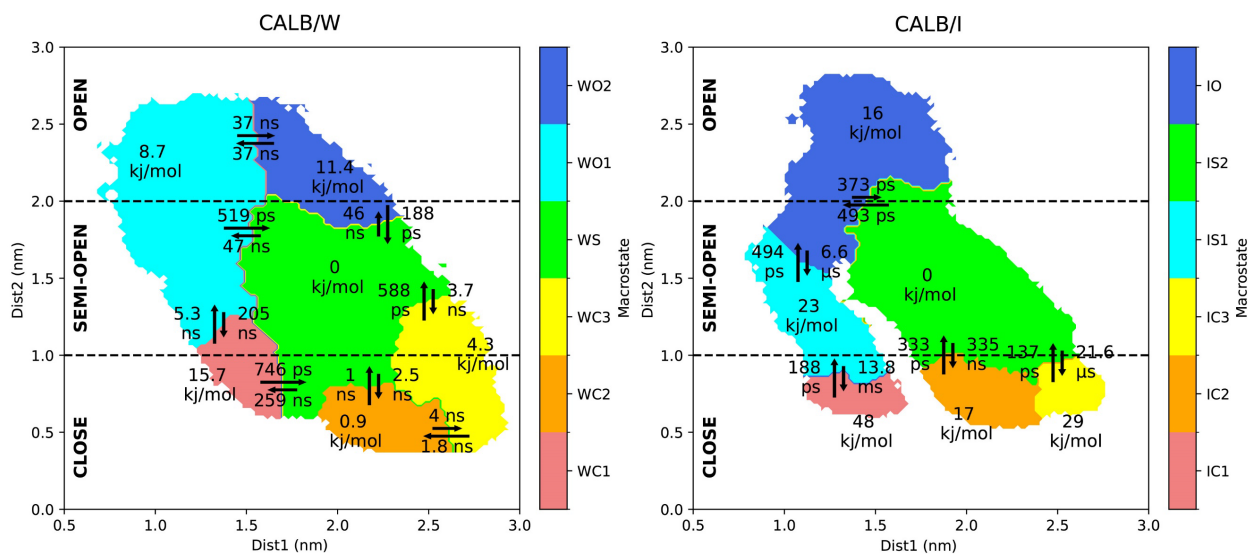 CALB/W
3.0
2.5
2.0
1.5
1.0
0.5
0.0
0.5
1.0
1.5
2.0
2.5
3.0
Dist2 (nm)
Dist1 (nm)
OPEN
SEMI-OPEN
CLOSE
37 ns
37 ns
8.7
kj/mol
11.4
kj/mol
519 ps
47 ns
46
ns
188
ps
0
kj/mol
588
ps
3.7
ns
5.3
ns
205
ns
4.3
kj/mol
15.7
kj/mol
746 ps
259 ns
1
ns
2.5
ns
0.9
kj/mol
4 ns
1.8 ns
WO2
WO1
WS
WC3
WC2
WC1
Macrostate
CALB/I
3.0
2.5
2.0
1.5
1.0
0.5
0.0
0.5
1.0
1.5
2.0
2.5
3.0
Dist2 (nm)
Dist1 (nm)
OPEN
SEMI-OPEN
CLOSE
16
kj/mol
373 ps
493 ps
494
ps
6.6
μs
0
kj/mol
23
kj/mol
188
ps
13.8
ms
333
ps
335
ns
137
ps
21.6
μs
48
kj/mol
17
kj/mol
29
kj/mol
IO
IS2
IS1
IC3
IC2
IC1
Macrostate